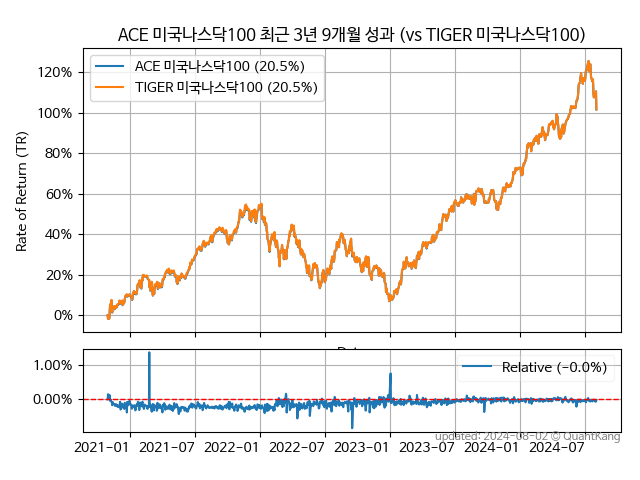 ACE 미국나스닥100 최근 3년 9개월 성과 (vs TIGER 미국나스닥100)
ACE 미국나스닥100 (20.5%)
TIGER 미국나스닥100 (20.5%)
Rate of Return (TR)
120%
100%
80%
60%
40%
20%
0%
Relative (−0.0%)
1.00%
0.00%
2021-01 2021-07 2022-01 2022-07 2023-01 2023-07 2024-01 2024-07
updated: 2024-08-02 © QuantKang